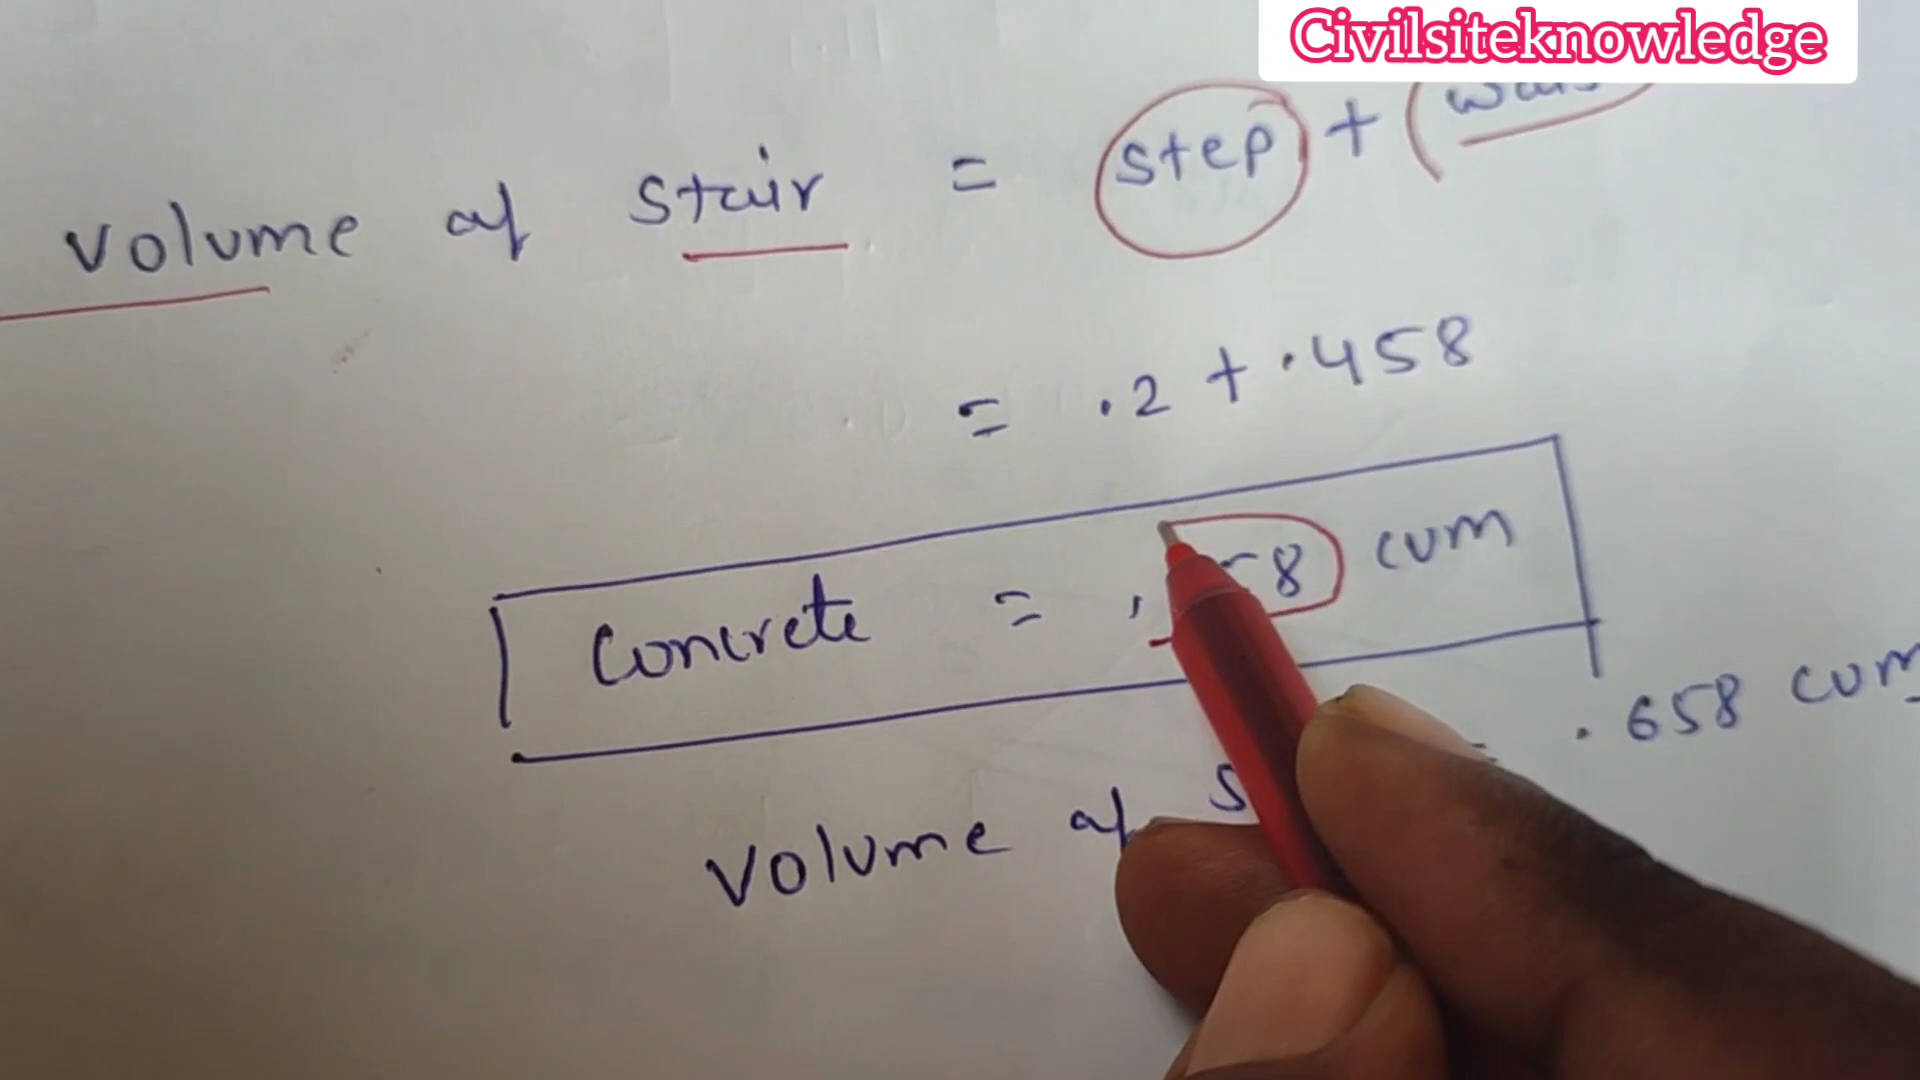 Civilsiteknowledge
Volume of Stair = Step + (
= .2 + .458
Concrete = cum
.658 cum
Volume of